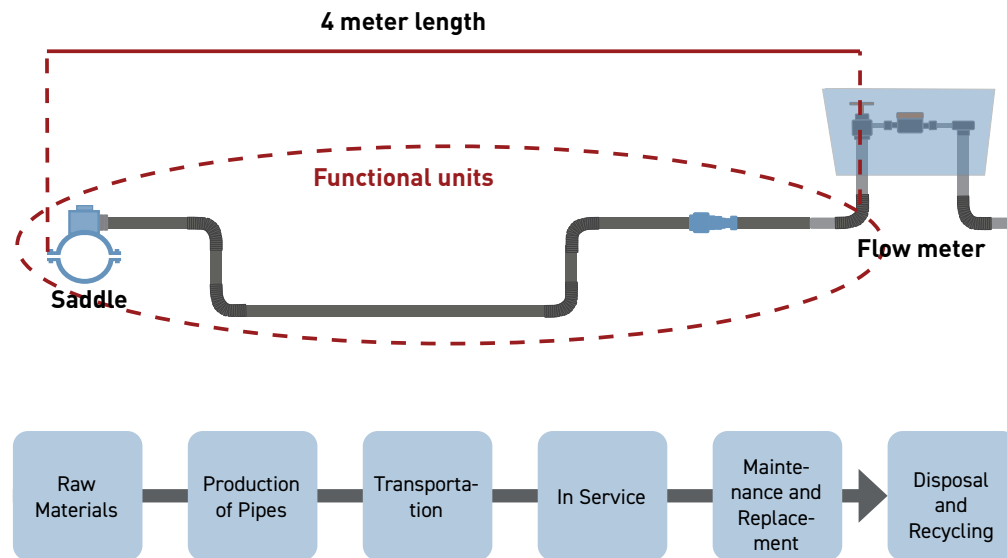 4 meter length
Functional units
Flow meter
Saddle
Raw
Materials
Production
of Pipes
Transporta-
tion
In Service
Mainte-
nance and
Replace-
ment
Disposal
and
Recycling